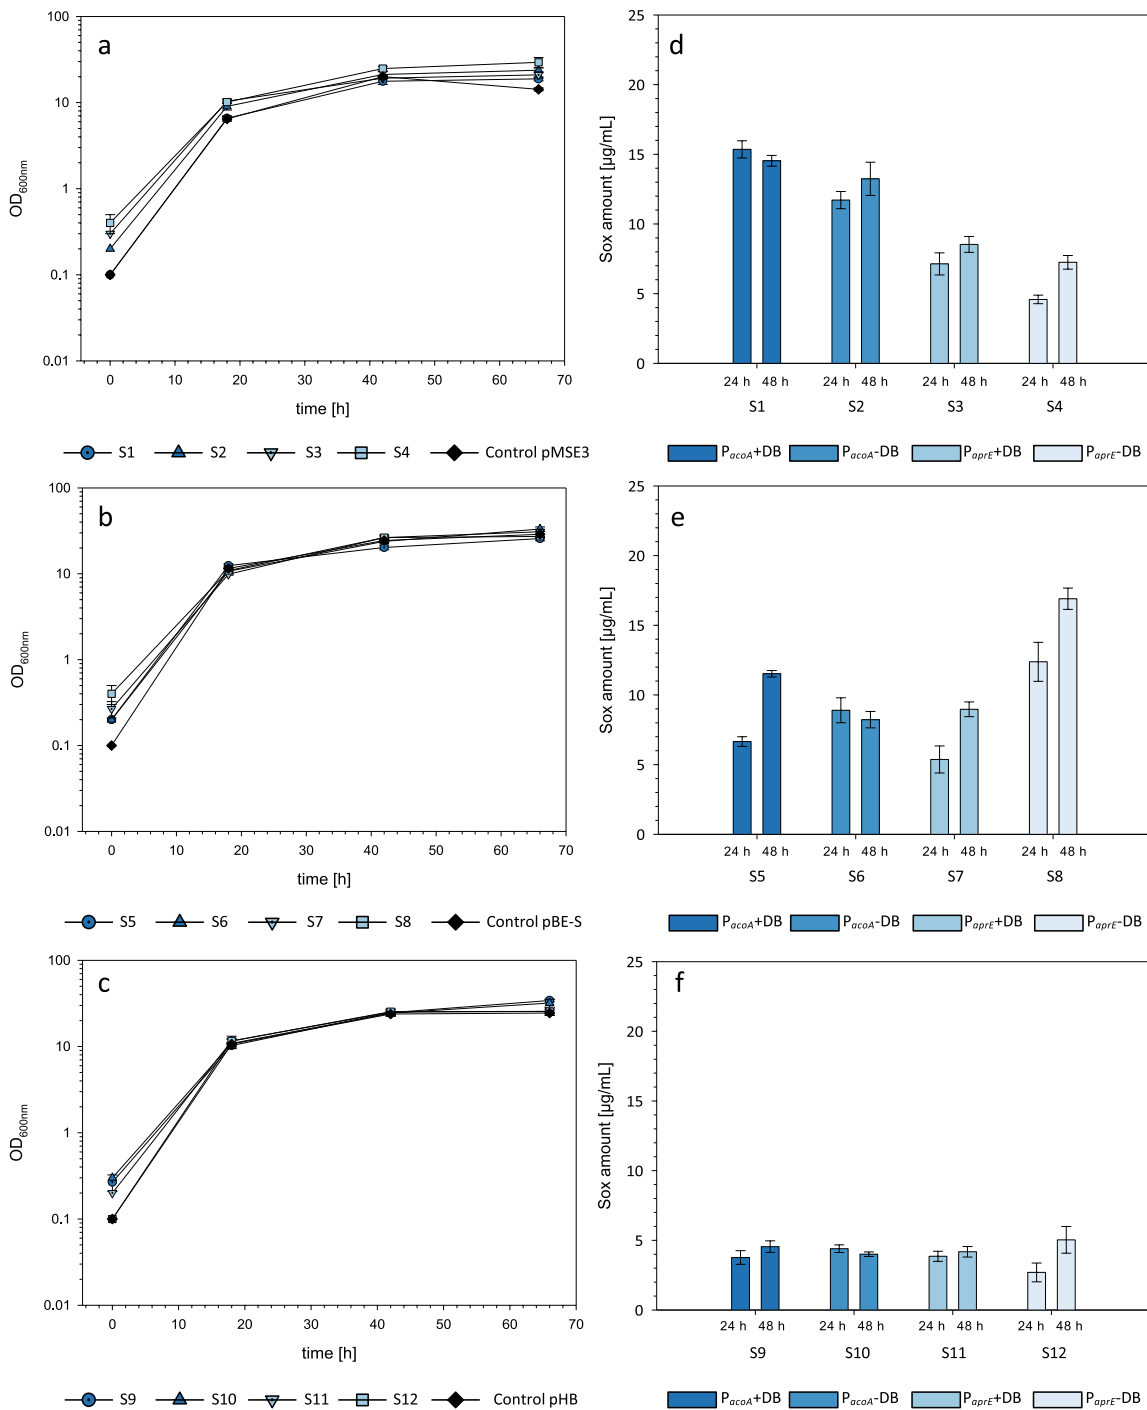 a
100
10
1
0.1
0.01
OD600nm
0 10 20 30 40 50 60 70
time [h]
S1 S2 S3 S4 Control pMSE3
d
25
20
15
10
5
0
Sox amount [µg/mL]
24 h 48 h 24 h 48 h 24 h 48 h 24 h 48 h
S1 S2 S3 S4
PacoA+DB PacoA-DB PaprE+DB PaprE-DB
b
100
10
1
0.1
0.01
OD600nm
0 10 20 30 40 50 60 70
time [h]
S5 S6 S7 S8 Control pBE-S
e
25
20
15
10
5
0
Sox amount [µg/mL]
24 h 48 h 24 h 48 h 24 h 48 h 24 h 48 h
S5 S6 S7 S8
PacoA+DB PacoA-DB PaprE+DB PaprE-DB
c
100
10
1
0.1
0.01
OD600nm
0 10 20 30 40 50 60 70
time [h]
S9 S10 S11 S12 Control pHB
f
25
20
15
10
5
0
Sox amount [µg/mL]
24 h 48 h 24 h 48 h 24 h 48 h 24 h 48 h
S9 S10 S11 S12
PacoA+DB PacoA-DB PaprE+DB PaprE-DB